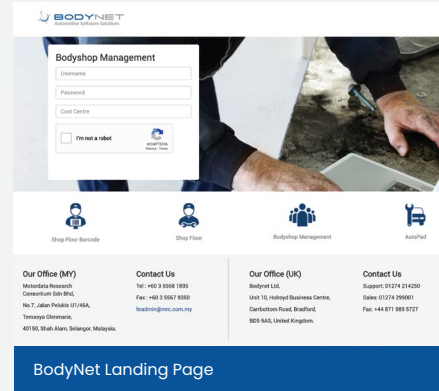 BODYNET
Automotive Software Solutions
Bodyshop Management
Username
Password
Cost Centre
I'm not a robot
reCAPTCHA
Privacy - Terms
Shop Floor Barcode
Shop Floor
Bodyshop Management
AutoPad
Our Office (MY)
Motordata Research
Consortium Sdn Bhd,
No.7, Jalan Pelukis U1/46A,
Temasya Glenmarie,
40150, Shah Alam, Selangor, Malaysia.
Contact Us
Tel : +60 3 5568 1895
Fax : +60 3 5567 9350
headmin@mrc.com.my
Our Office (UK)
Bodynet Ltd,
Unit 10, Holroyd Business Centre,
Carrbottom Road, Bradford,
BD5 9AG, United Kingdom.
Contact Us
Support: 01274 214250
Sales: 01274 299001
Fax: +44 871 989 5727
BodyNet Landing Page